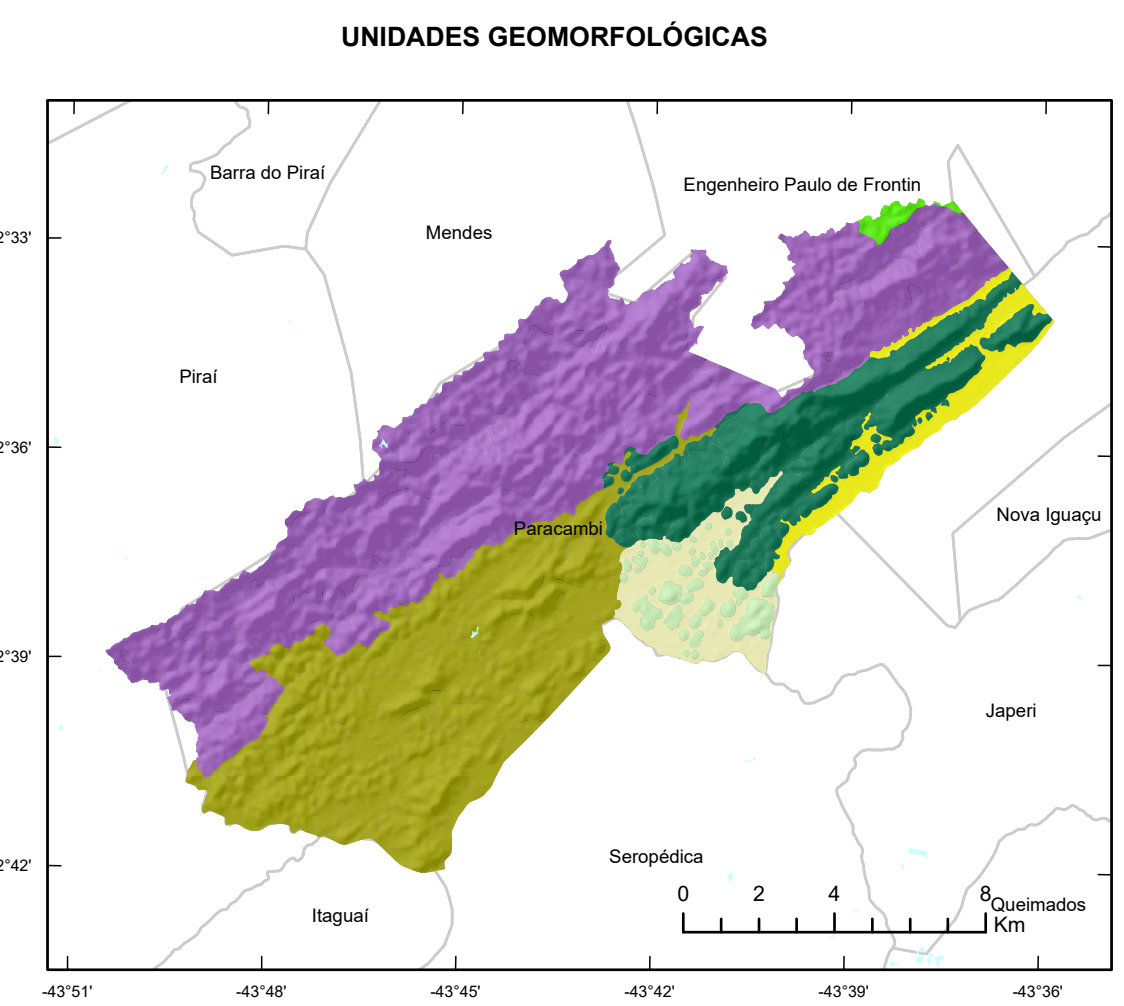 UNIDADES GEOMORFOLÓGICAS
Barra do Piraí
Engenheiro Paulo de Frontin
Mendes
2°33'
Piraí
2°36'
Nova Iguaçu
Paracambi
2°39'
Japeri
Seropédica
2°42'
0 2 4 8
Km
Queimados
Itaguaí
-43°51' -43°48' -43°45' -43°42' -43°39' -43°36'